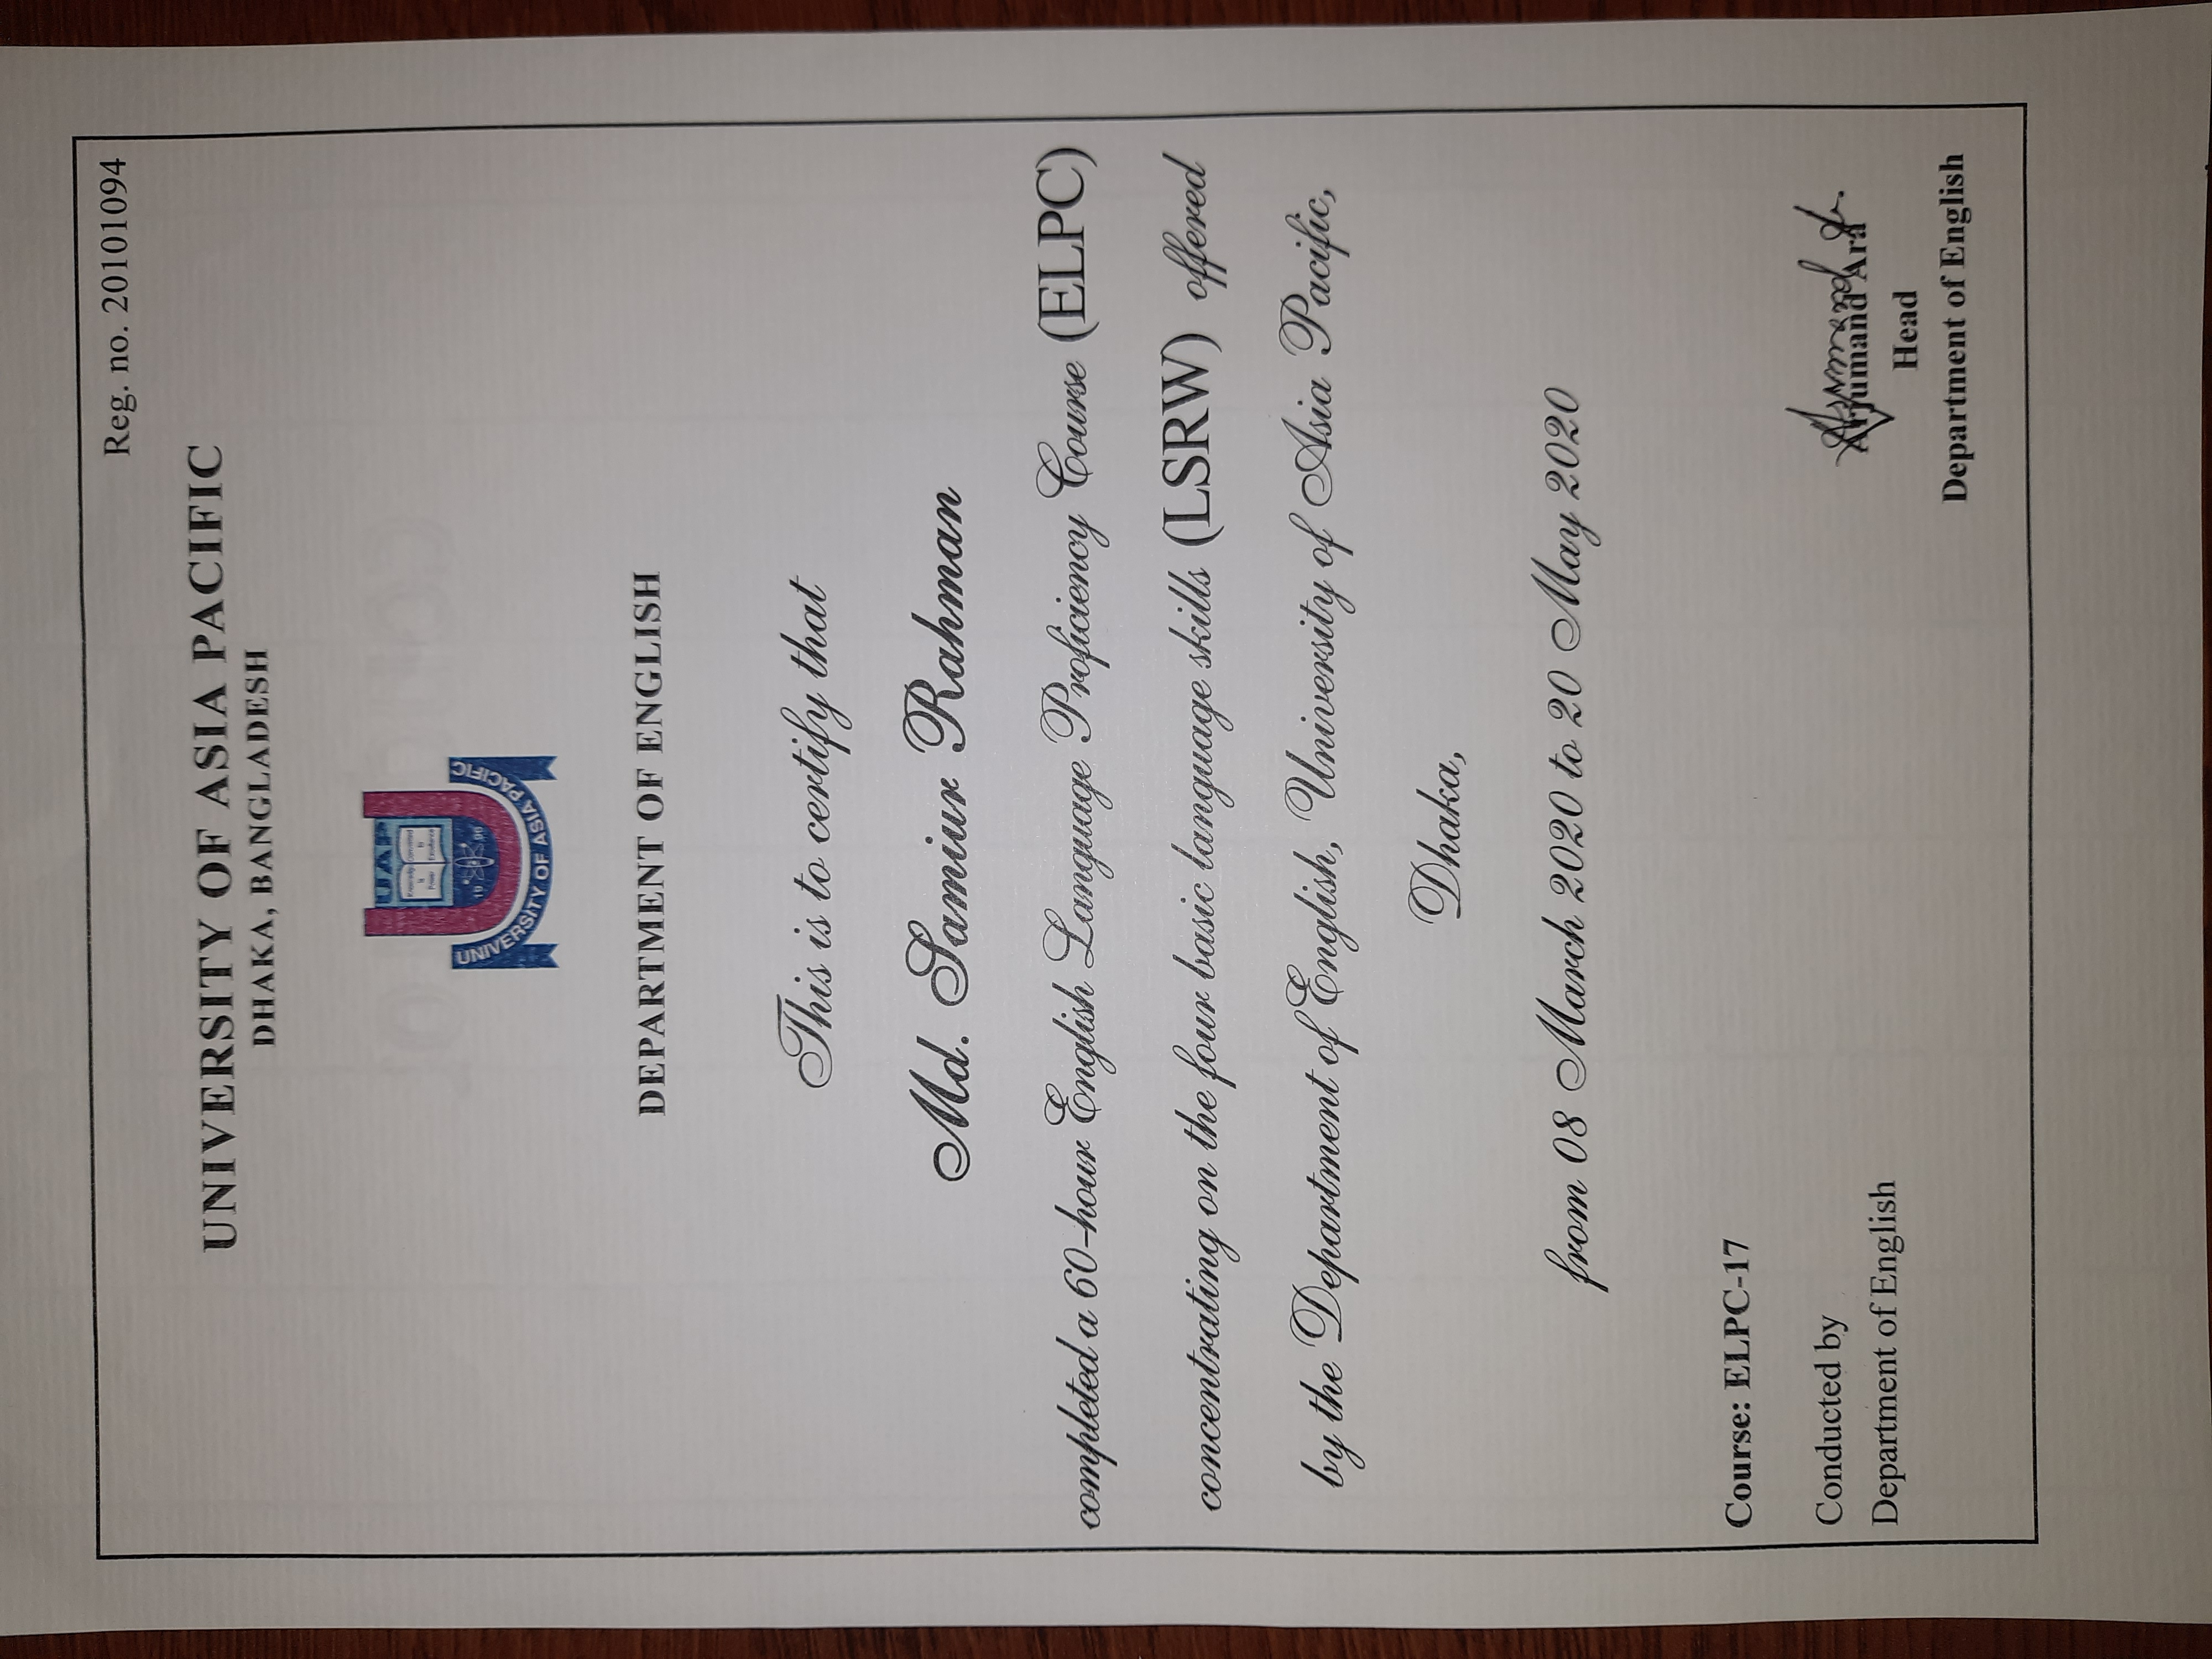 Reg. no. 20101094
UNIVERSITY OF ASIA PACIFIC
DHAKA, BANGLADESH
UAP
Knowledge is Power
Committed to Excellence
19 96
UNIVERSITY OF ASIA PACIFIC
DEPARTMENT OF ENGLISH
This is to certify that
Md. Samiur Rahman
completed a 60-hour English Language Proficiency Course (ELPC)
concentrating on the four basic language skills (LSRW) offered
by the Department of English, University of Asia Pacific,
Dhaka,
from 08 March 2020 to 20 May 2020
Course: ELPC-17
Conducted by
Department of English
Arjumand Ara
Head
Department of English